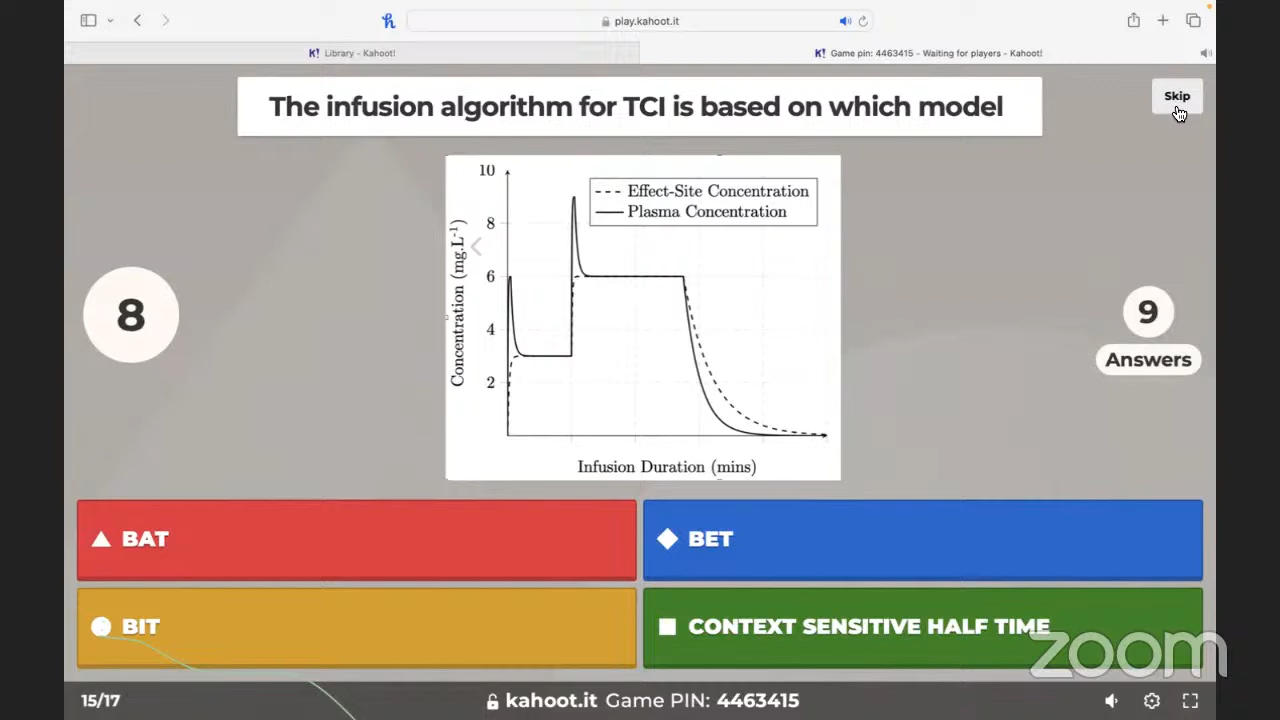 play.kahoot.it
K! Library - Kahoot!
K! Game pin: 4463415 – Waiting for players – Kahoot!
The infusion algorithm for TCI is based on which model
Skip
10
8
6
4
2
Concentration (mg.L-1)
Effect-Site Concentration
Plasma Concentration
Infusion Duration (mins)
8
9
Answers
BAT
BET
BIT
CONTEXT SENSITIVE HALF TIME
zoom
15/17
kahoot.it Game PIN: 4463415